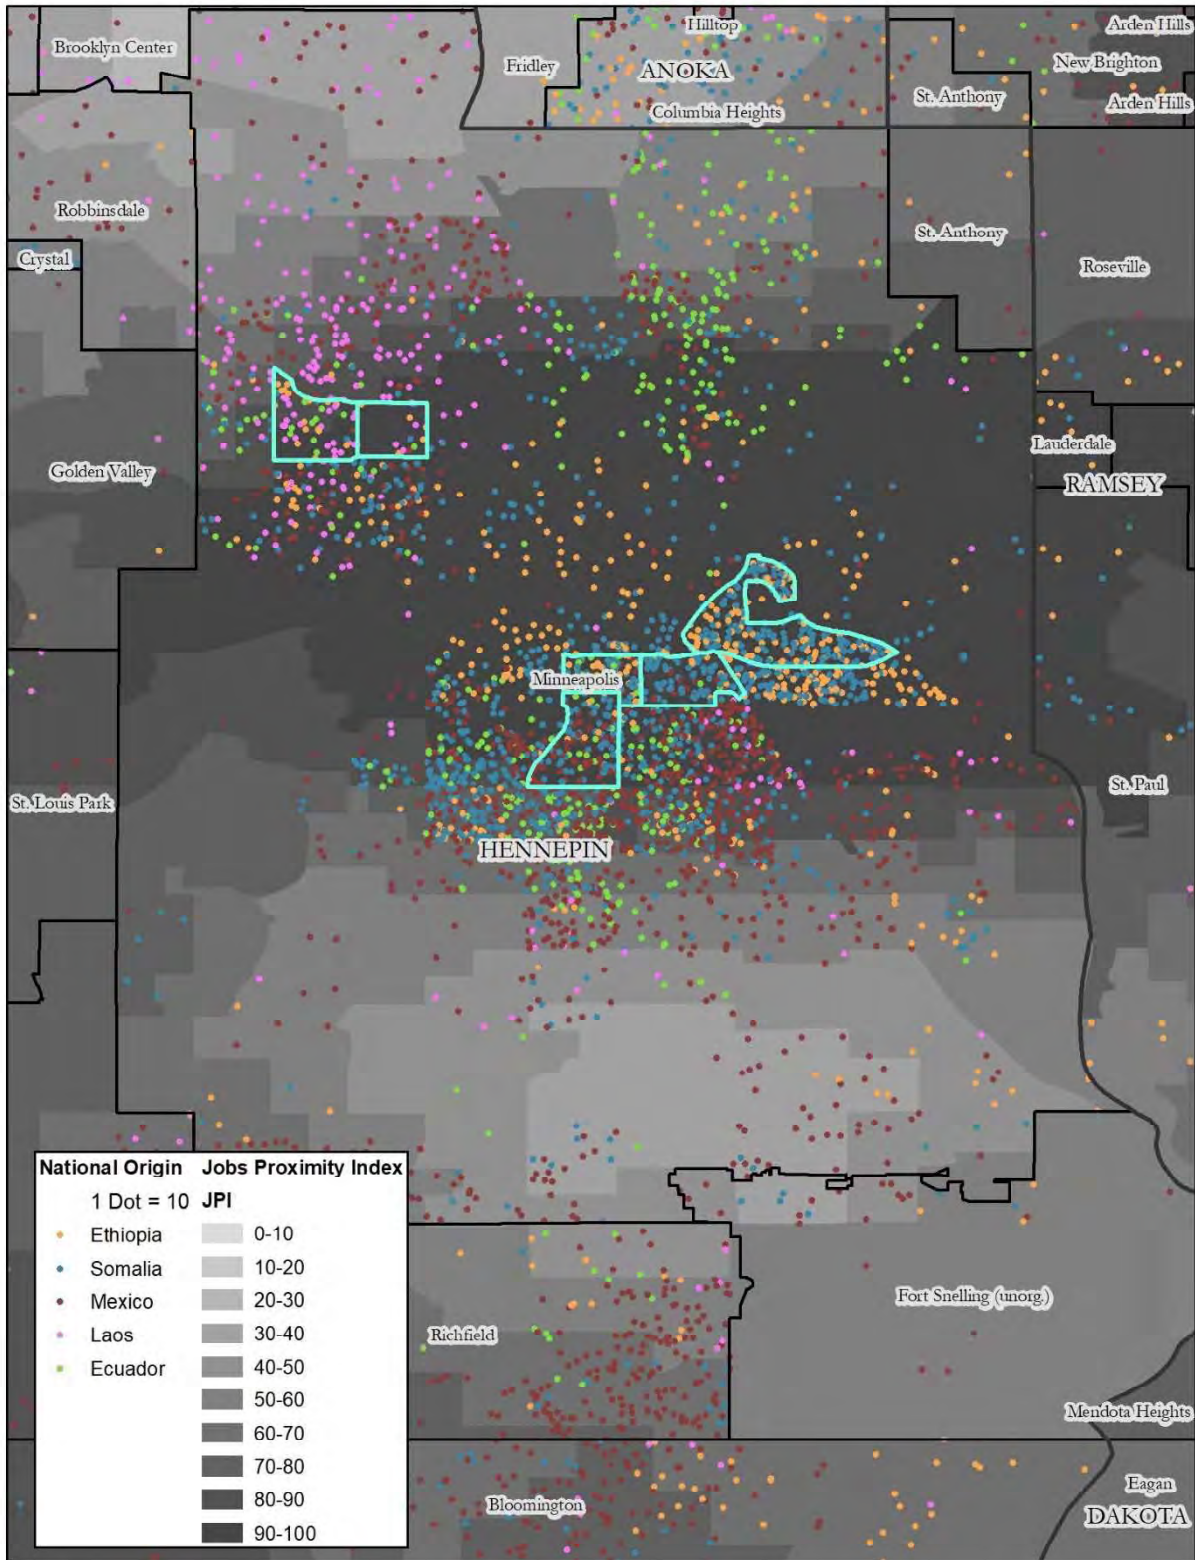 Hilltop
Arden Hills
Brooklyn Center
Fridley
ANOKA
New Brighton
St. Anthony
Arden Hills
Columbia Heights
Robbinsdale
St. Anthony
Crystal
Roseville
Lauderdale
Golden Valley
RAMSEY
Minneapolis
St. Louis Park
St. Paul
HENNEPIN
National Origin Jobs Proximity Index
1 Dot = 10 JPI
Ethiopia 0-10
Somalia 10-20
Mexico 20-30
Laos 30-40
Ecuador 40-50
50-60
60-70
70-80
80-90
90-100
Fort Snelling (unorg.)
Richfield
Mendota Heights
Eagan
Bloomington
DAKOTA